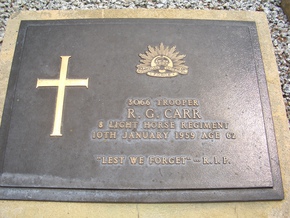 3066 TROOPER
R. G. CARR
8 LIGHT HORSE REGIMENT
10TH JANUARY 1959 AGE 62
"LEST WE FORGET" - R.I.P.